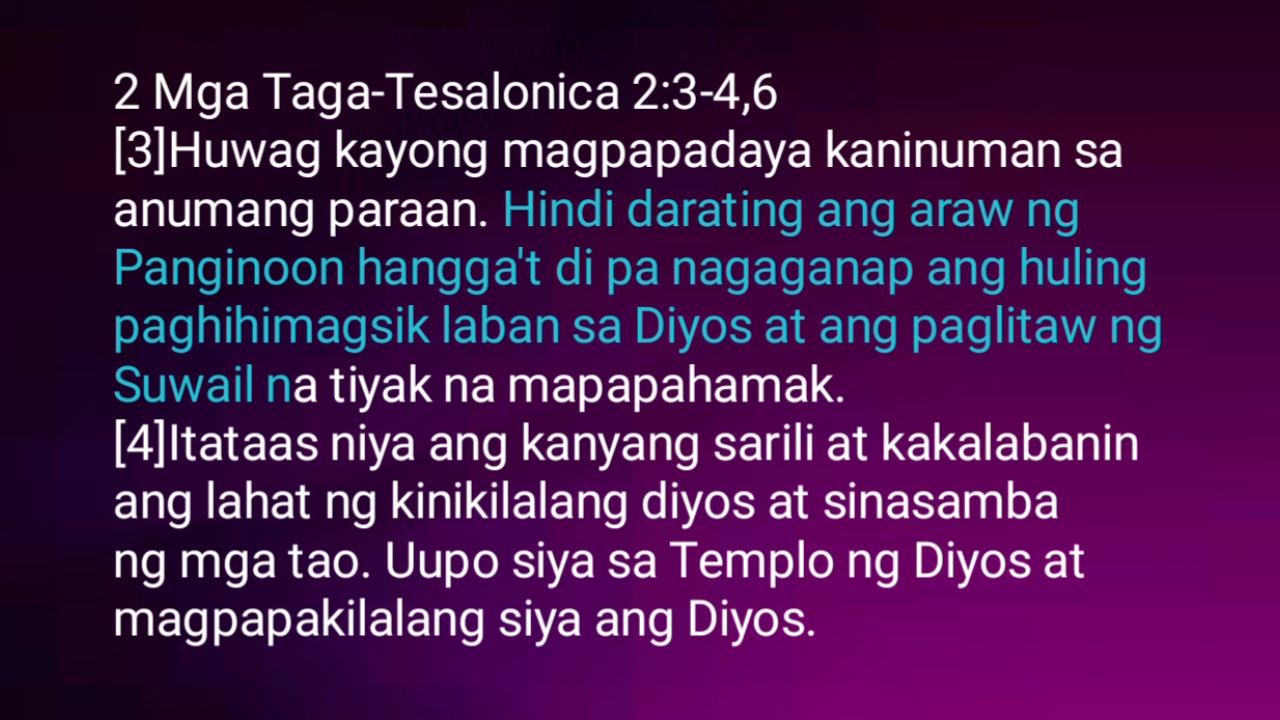 2 Mga Taga-Tesalonica 2:3-4,6
[3]Huwag kayong magpapadaya kaninuman sa
anumang paraan. Hindi darating ang araw ng
Panginoon hangga't di pa nagaganap ang huling
paghihimagsik laban sa Diyos at ang paglitaw ng
Suwail na tiyak na mapapahamak.
[4]Itataas niya ang kanyang sarili at kakalabanin
ang lahat ng kinikilalang diyos at sinasamba
ng mga tao. Uupo siya sa Templo ng Diyos at
magpapakilalang siya ang Diyos.